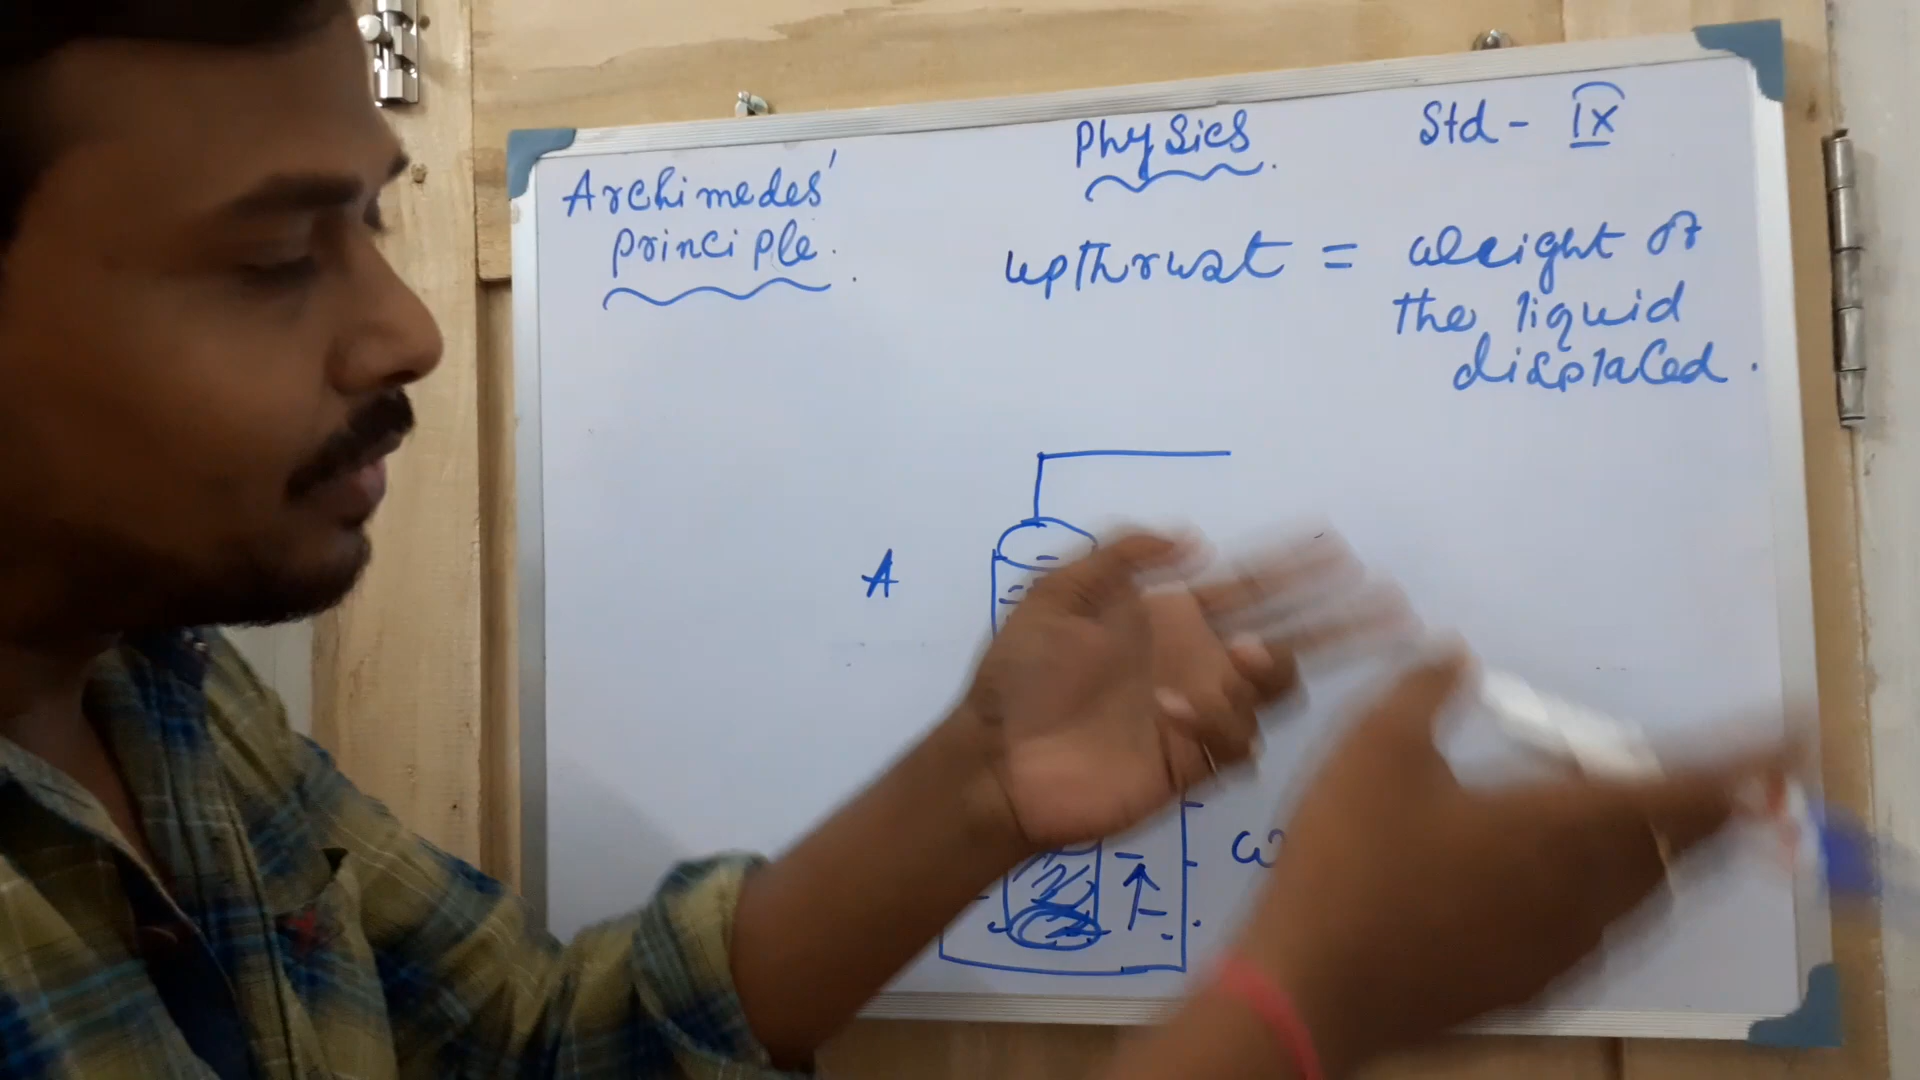 Physics
Std - IX
Archimedes'
principle.
upthrust = weight of
the liquid
displaced.
A